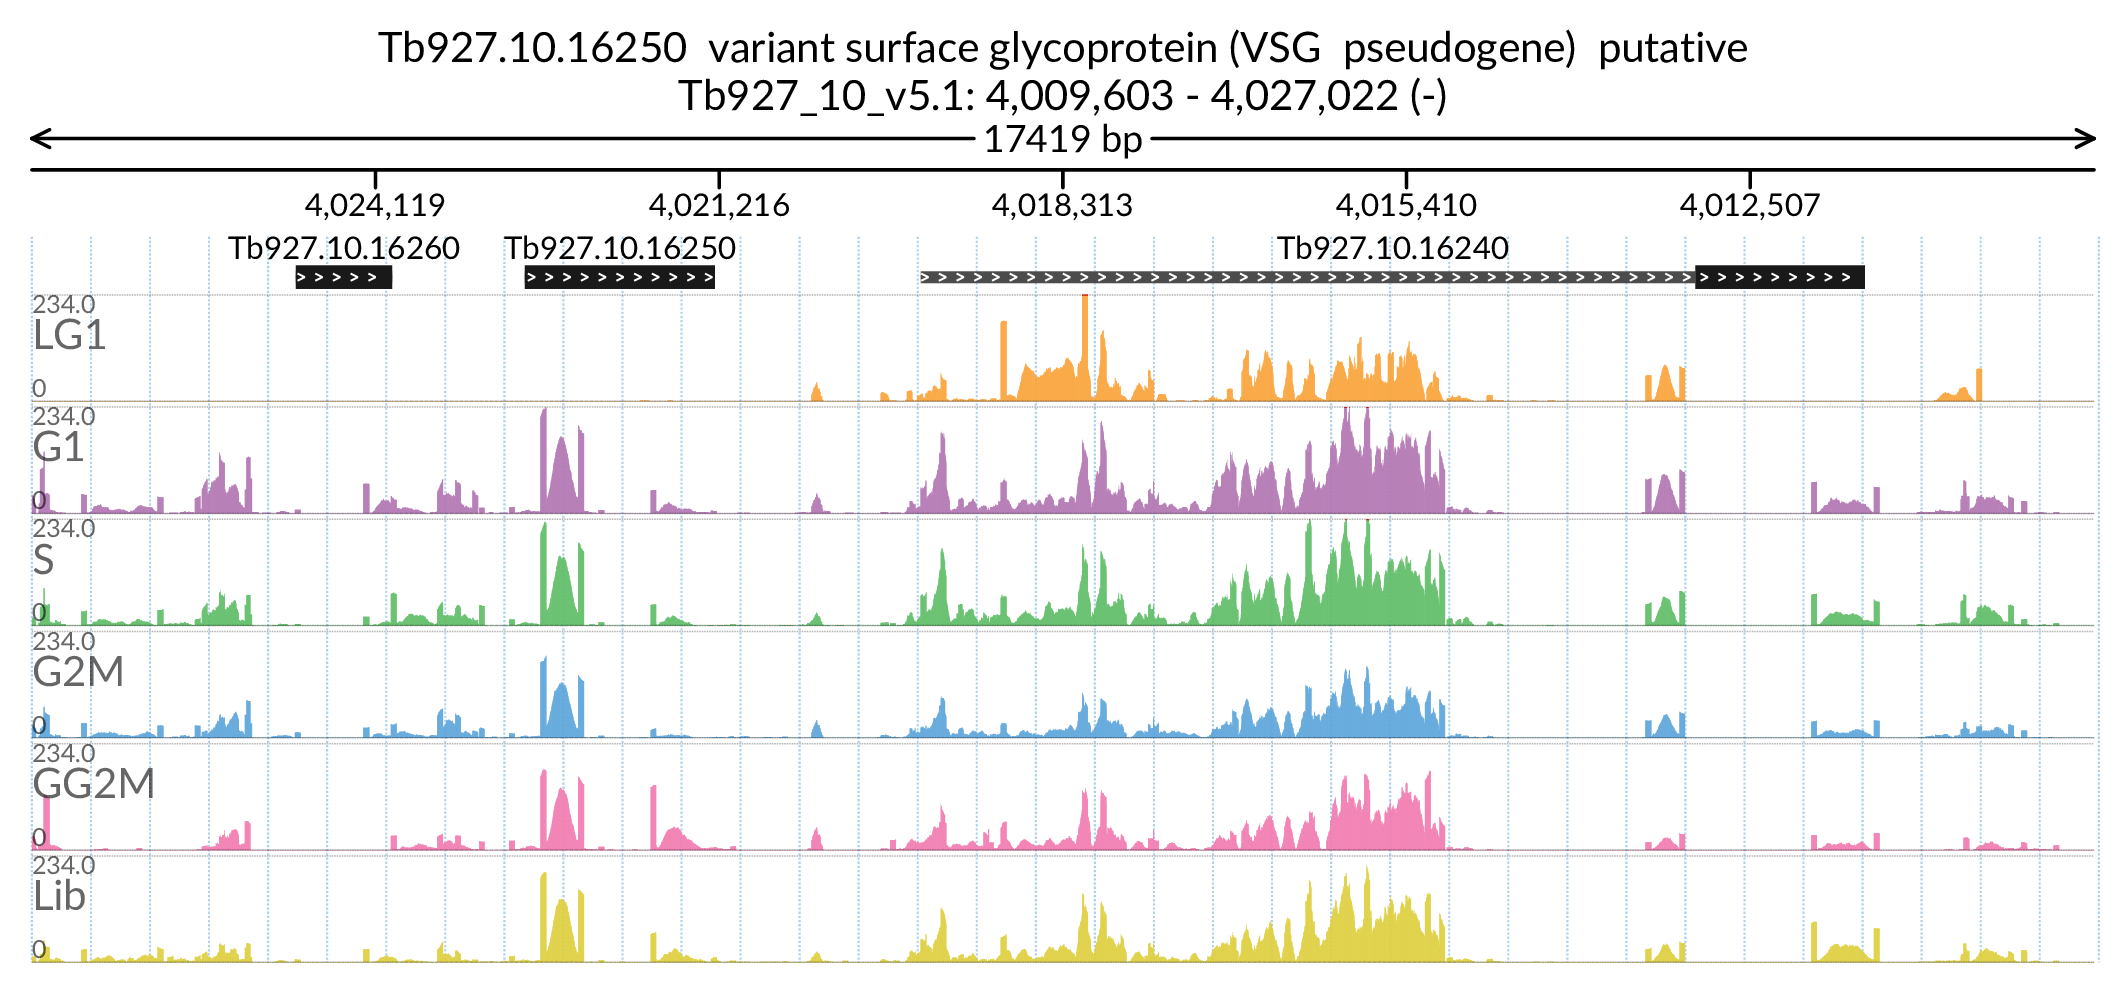 Tb927.10.16250  variant surface glycoprotein (VSG  pseudogene)  putative
Tb927_10_v5.1: 4,009,603 - 4,027,022 (-)
17419 bp
4,024,119 4,021,216 4,018,313 4,015,410 4,012,507
Tb927.10.16260 Tb927.10.16250 Tb927.10.16240
234.0
LG1
0
234.0
G1
0
234.0
S
0
234.0
G2M
0
234.0
GG2M
0
234.0
Lib
0